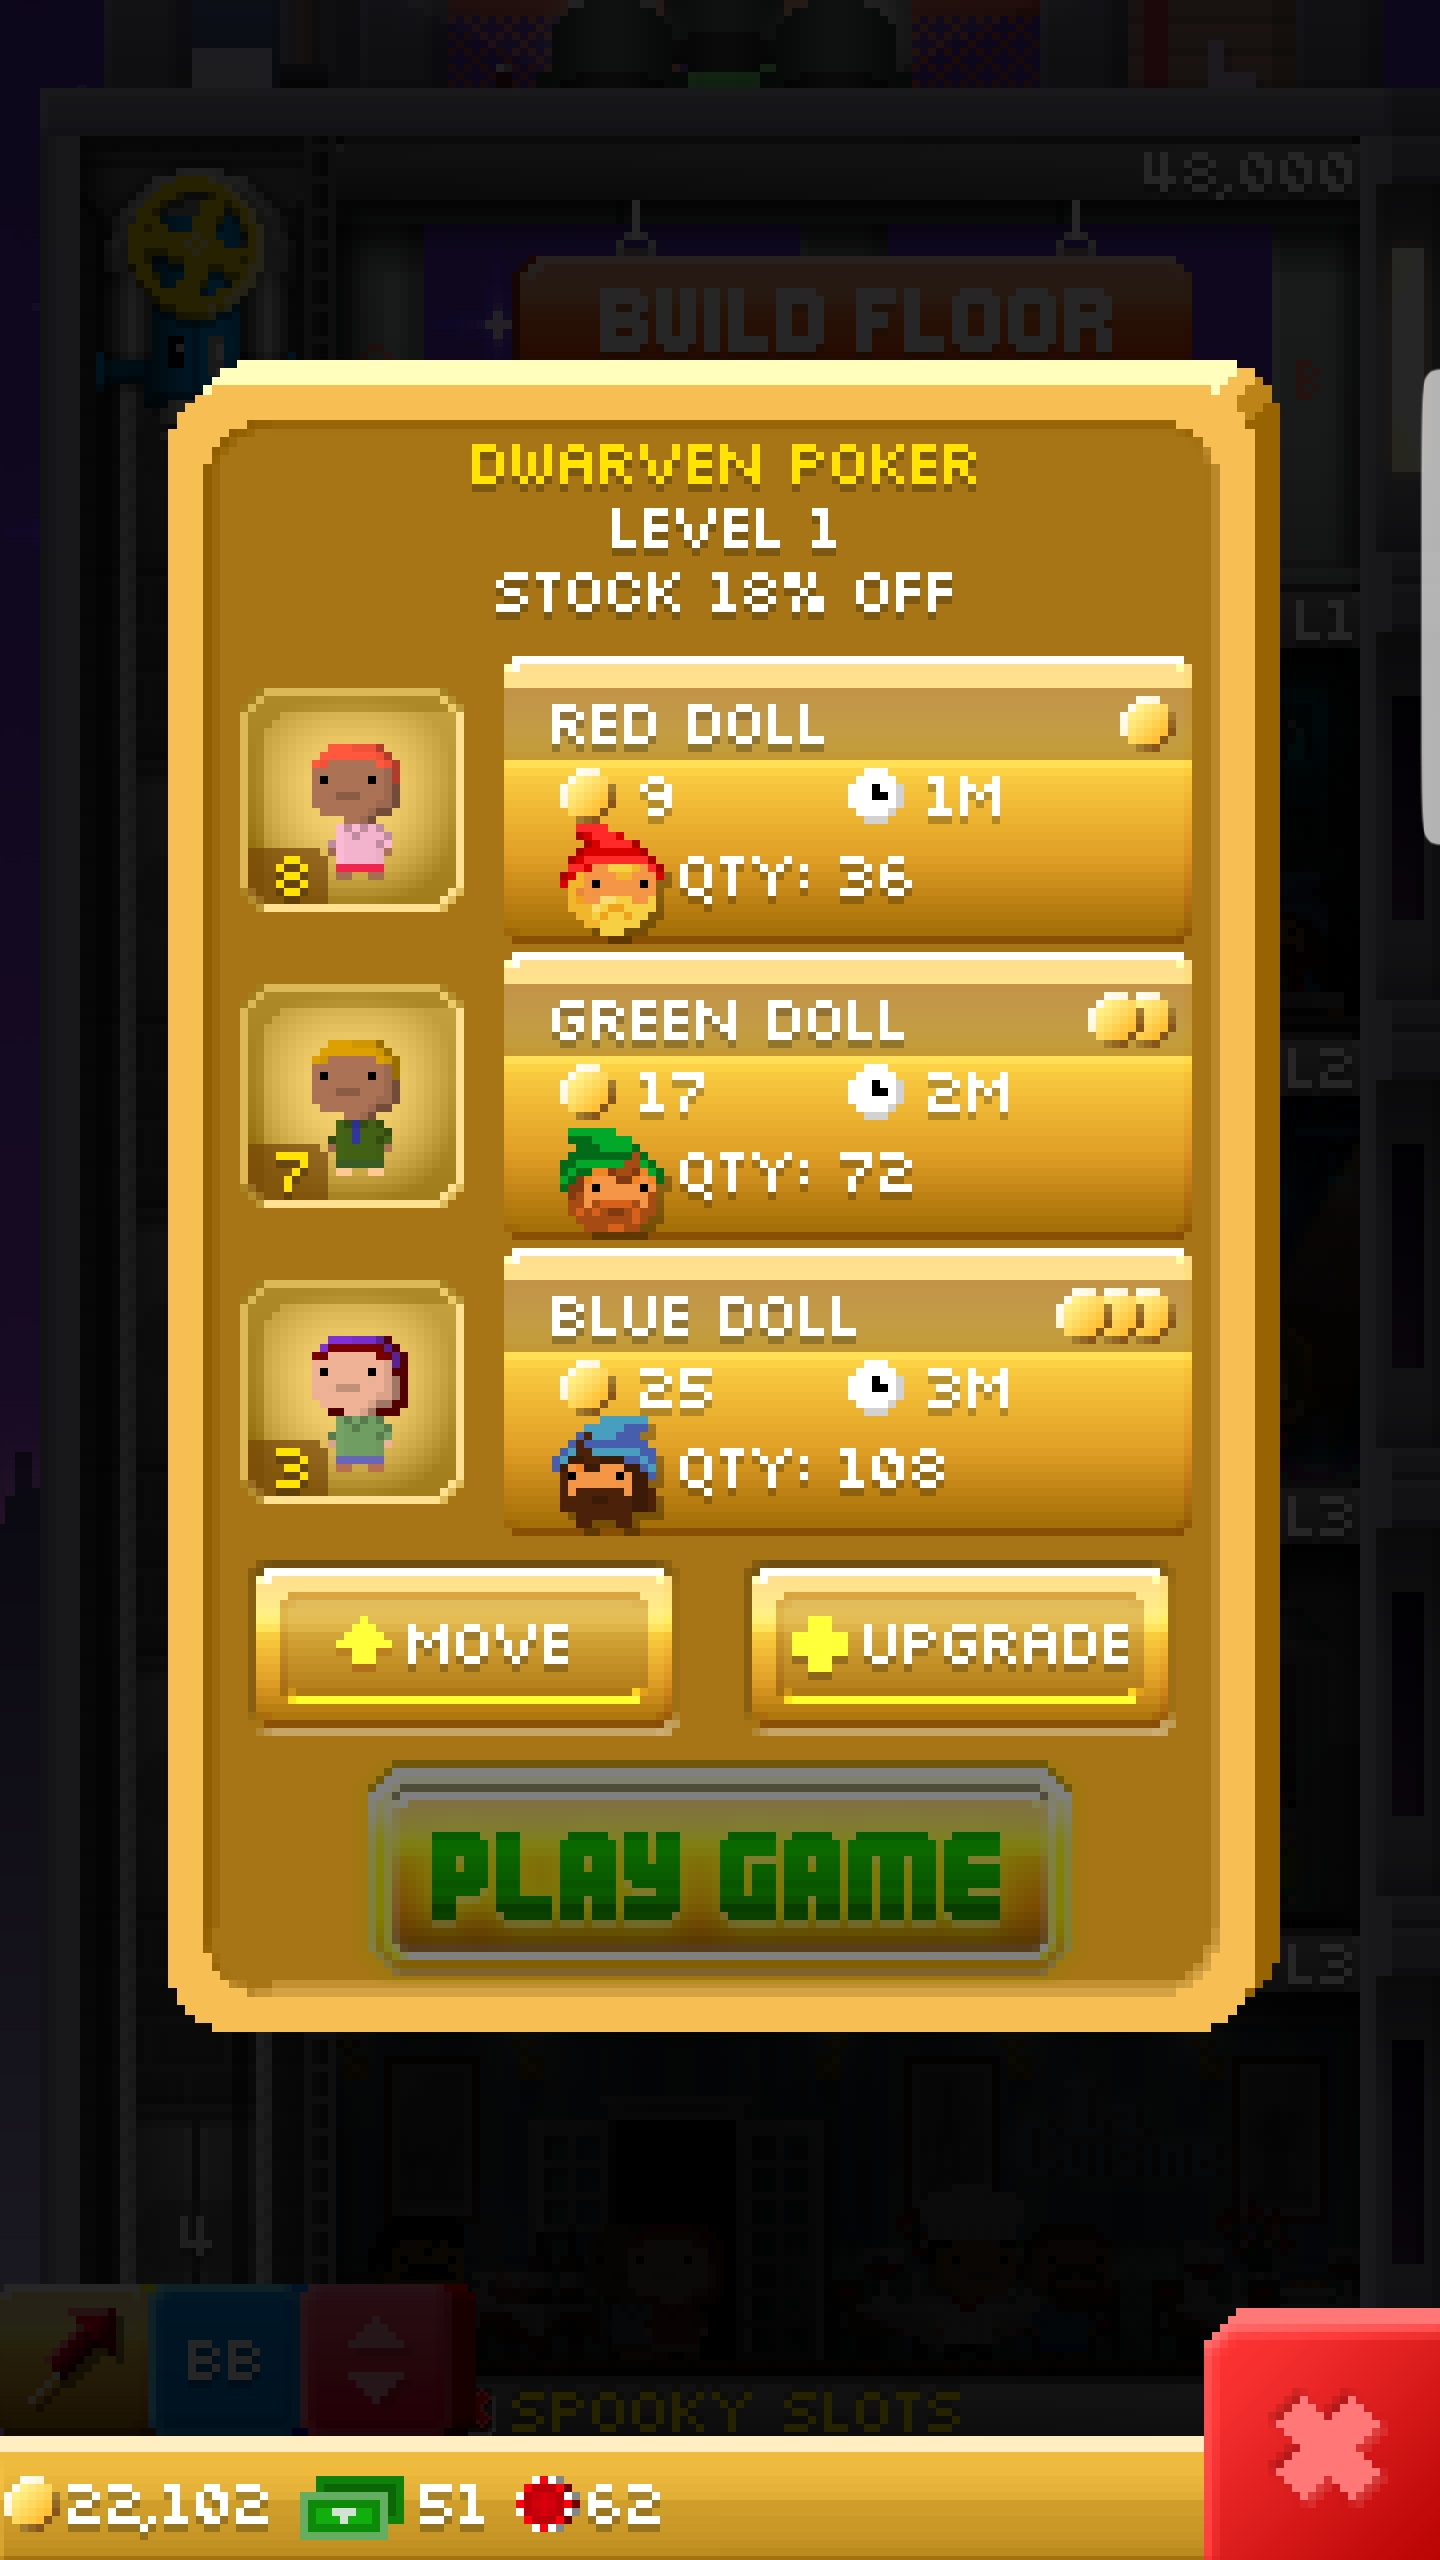 48,000
BUILD FLOOR
B
DWARVEN POKER
LEVEL 1
STOCK 18% OFF
L1
RED DOLL
9 1M
8
QTY: 36
GREEN DOLL
L2
17 2M
7
QTY: 72
BLUE DOLL
25 3M
3
QTY: 108
L3
MOVE
UPGRADE
PLAY GAME
L3
4
BB
SPOOKY SLOTS
22,102 51 62